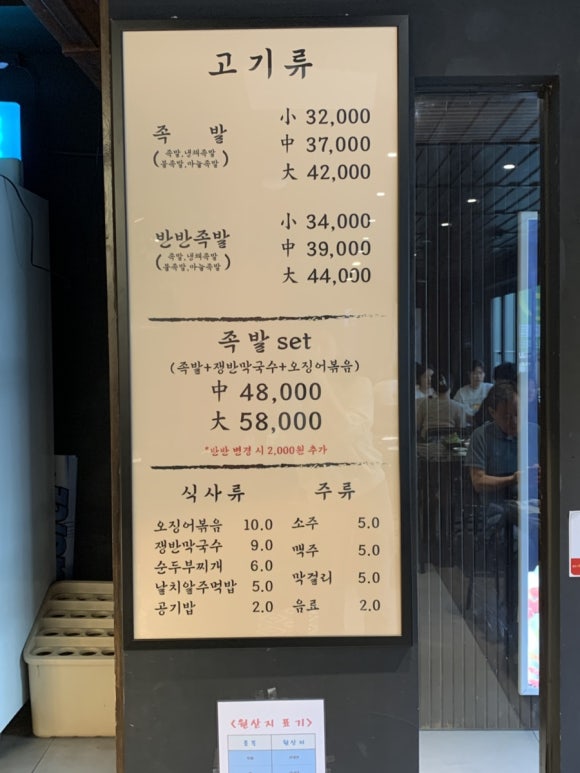 고기류
족발
(족발,냉채족발
불족발,마늘족발)
小 32,000
中 37,000
大 42,000
반반족발
(족발,냉채족발
불족발,마늘족발)
小 34,000
中 39,000
大 44,000
족발 set
(족발+쟁반막국수+오징어볶음)
中 48,000
大 58,000
*반반 변경 시 2,000원 추가
식사류
오징어볶음 10.0
쟁반막국수 9.0
순두부찌개 6.0
날치알주먹밥 5.0
공기밥 2.0
주류
소주 5.0
맥주 5.0
막걸리 5.0
음료 2.0
<원산지 표기>
품목 원산지